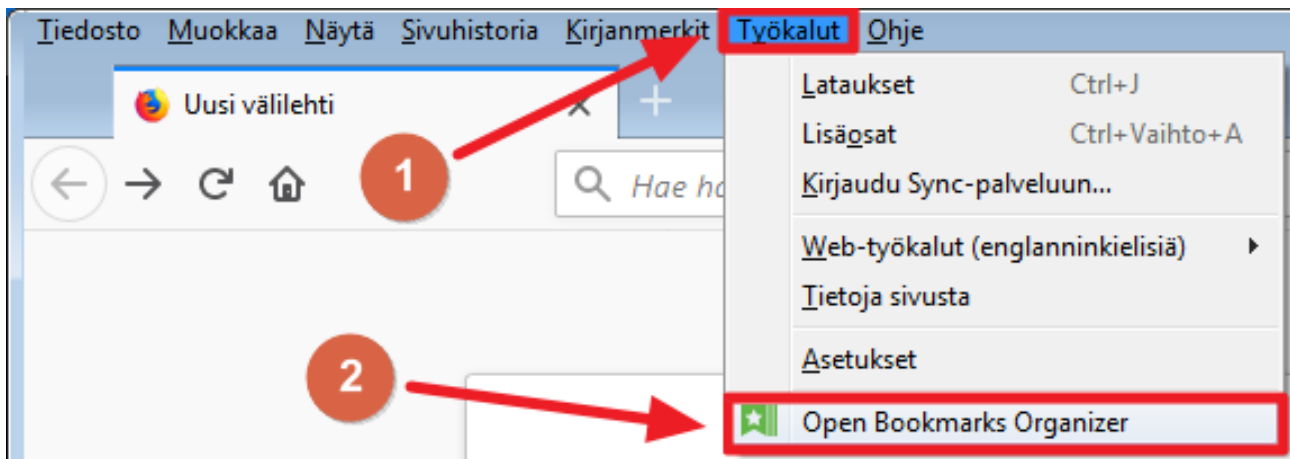 Tiedosto Muokkaa Näytä Sivuhistoria Kirjanmerkit Työkalut Ohje
Uusi välilehti
Hae
1
2
Lataukset Ctrl+J
Lisäosat Ctrl+Vaihto+A
Kirjaudu Sync-palveluun...
Web-työkalut (englanninkielisiä)
Tietoja sivusta
Asetukset
Open Bookmarks Organizer